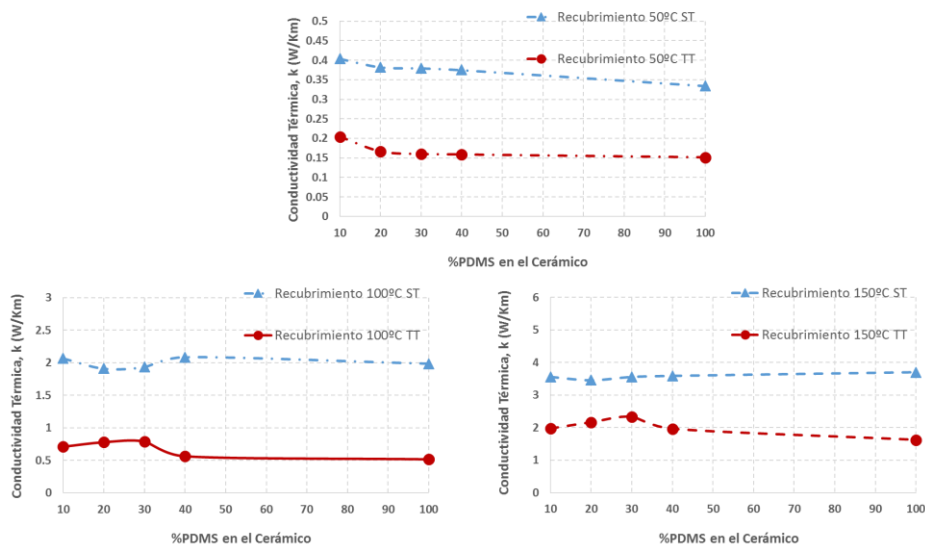 Recubrimiento 50ºC ST
Recubrimiento 50ºC TT
Conductividad Térmica, k (W/Km)
0.5
0.45
0.4
0.35
0.3
0.25
0.2
0.15
0.1
0.05
0
10 20 30 40 50 60 70 80 90 100
%PDMS en el Cerámico
Recubrimiento 100ºC ST
Recubrimiento 100ºC TT
Conductividad Térmica, k (W/Km)
3
2.5
2
1.5
1
0.5
0
10 20 30 40 50 60 70 80 90 100
%PDMS en el Cerámico
Recubrimiento 150ºC ST
Recubrimiento 150ºC TT
Conductividad Térmica, k (W/Km)
6
5
4
3
2
1
0
10 20 30 40 50 60 70 80 90 100
%PDMS en el Cerámico